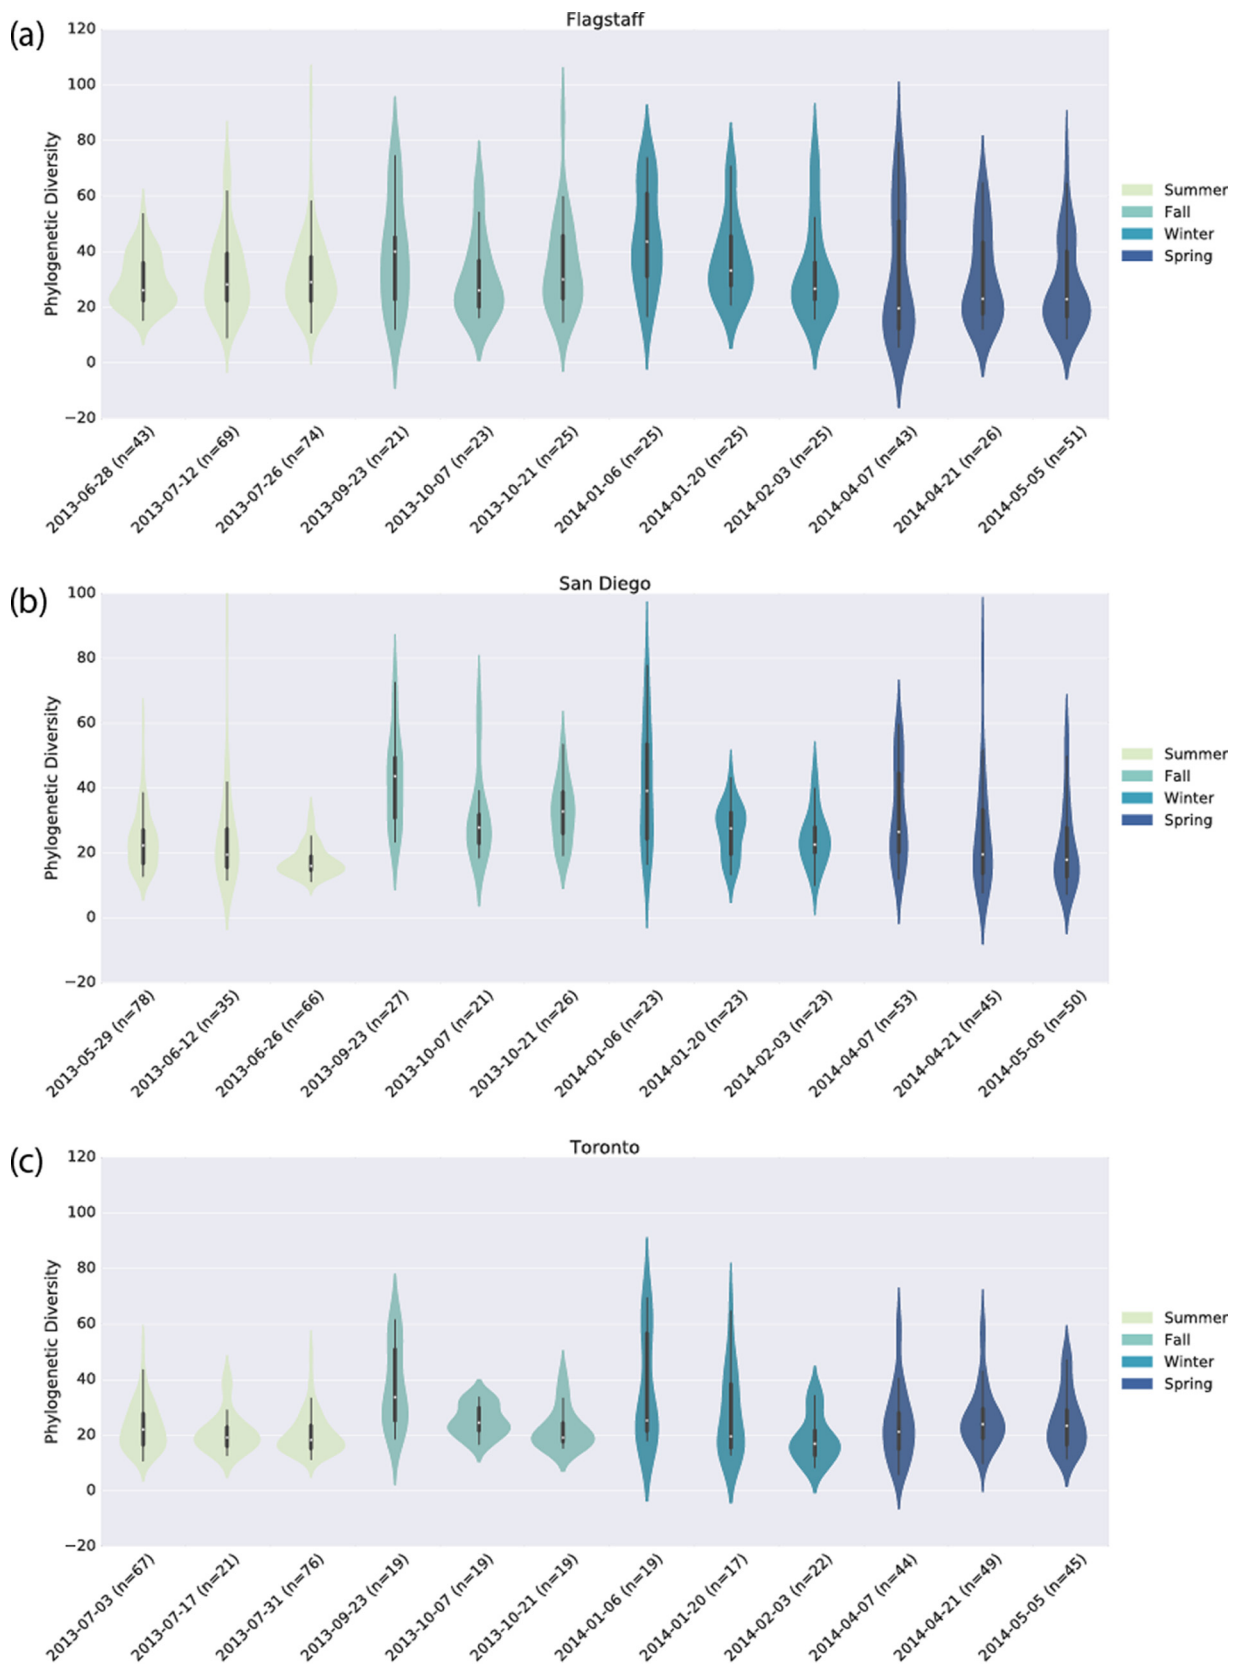 (a)
Flagstaff
120
100
80
60
40
20
0
−20
Phylogenetic Diversity
2013-06-28 (n=43)
2013-07-12 (n=69)
2013-07-26 (n=74)
2013-09-23 (n=21)
2013-10-07 (n=23)
2013-10-21 (n=25)
2014-01-06 (n=25)
2014-01-20 (n=25)
2014-02-03 (n=25)
2014-04-07 (n=43)
2014-04-21 (n=26)
2014-05-05 (n=51)
Summer
Fall
Winter
Spring
(b)
San Diego
100
80
60
40
20
0
−20
Phylogenetic Diversity
2013-05-29 (n=78)
2013-06-12 (n=35)
2013-06-26 (n=66)
2013-09-23 (n=27)
2013-10-07 (n=21)
2013-10-21 (n=26)
2014-01-06 (n=23)
2014-01-20 (n=23)
2014-02-03 (n=23)
2014-04-07 (n=53)
2014-04-21 (n=45)
2014-05-05 (n=50)
Summer
Fall
Winter
Spring
(c)
Toronto
120
100
80
60
40
20
0
−20
Phylogenetic Diversity
2013-07-03 (n=67)
2013-07-17 (n=21)
2013-07-31 (n=76)
2013-09-23 (n=19)
2013-10-07 (n=19)
2013-10-21 (n=19)
2014-01-06 (n=19)
2014-01-20 (n=17)
2014-02-03 (n=22)
2014-04-07 (n=44)
2014-04-21 (n=49)
2014-05-05 (n=45)
Summer
Fall
Winter
Spring